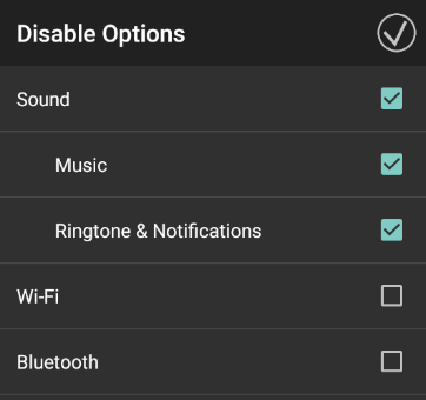 Disable Options
Sound
Music
Ringtone & Notifications
Wi-Fi
Bluetooth